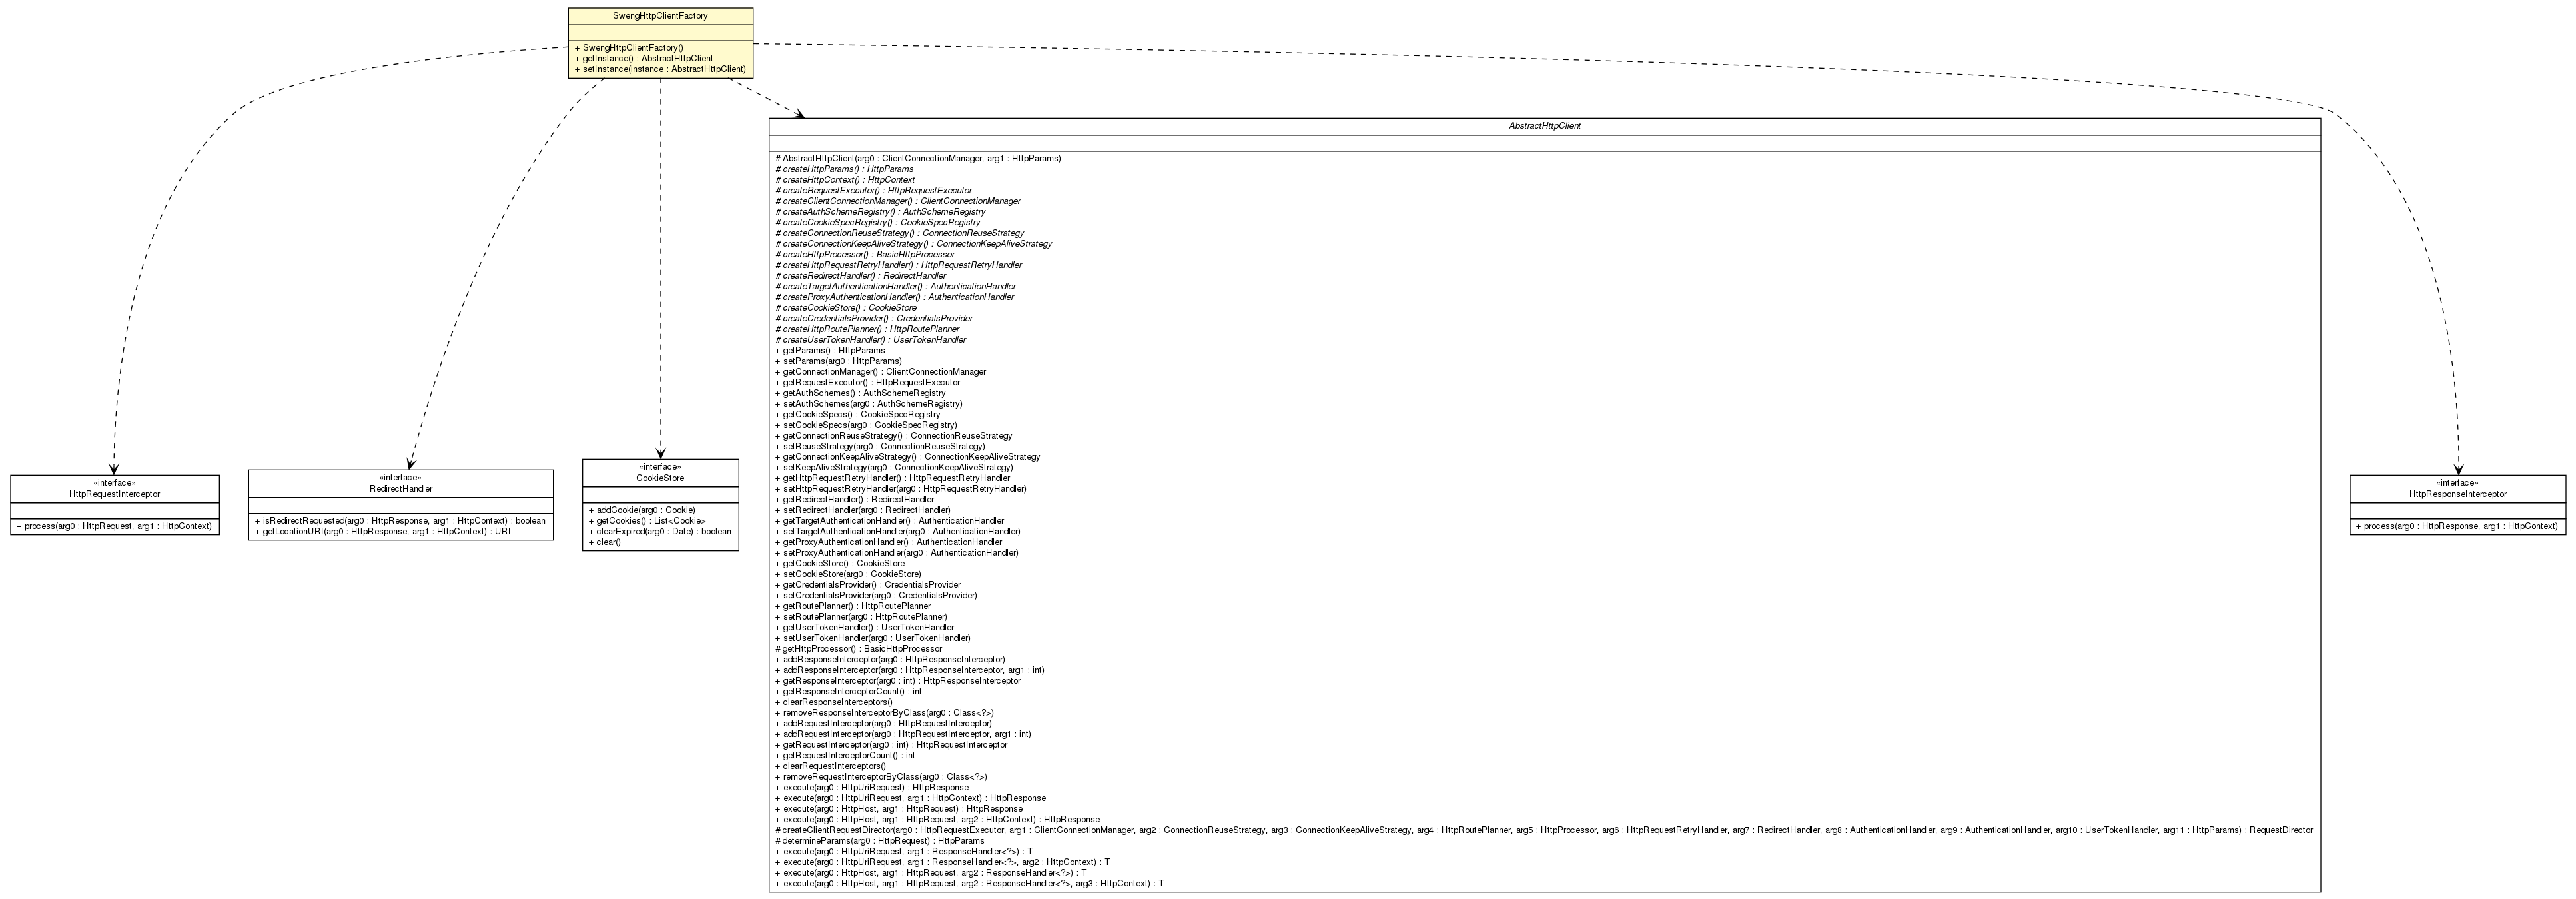 SwengHttpClientFactory
+ SwengHttpClientFactory()
+ getInstance() : AbstractHttpClient
+ setInstance(instance : AbstractHttpClient)
«interface»
HttpRequestInterceptor
+ process(arg0 : HttpRequest, arg1 : HttpContext)
«interface»
RedirectHandler
+ isRedirectRequested(arg0 : HttpResponse, arg1 : HttpContext) : boolean
+ getLocationURI(arg0 : HttpResponse, arg1 : HttpContext) : URI
«interface»
CookieStore
+ addCookie(arg0 : Cookie)
+ getCookies() : List<Cookie>
+ clearExpired(arg0 : Date) : boolean
+ clear()
AbstractHttpClient
# AbstractHttpClient(arg0 : ClientConnectionManager, arg1 : HttpParams)
# createHttpParams() : HttpParams
# createHttpContext() : HttpContext
# createRequestExecutor() : HttpRequestExecutor
# createClientConnectionManager() : ClientConnectionManager
# createAuthSchemeRegistry() : AuthSchemeRegistry
# createCookieSpecRegistry() : CookieSpecRegistry
# createConnectionReuseStrategy() : ConnectionReuseStrategy
# createConnectionKeepAliveStrategy() : ConnectionKeepAliveStrategy
# createHttpProcessor() : BasicHttpProcessor
# createHttpRequestRetryHandler() : HttpRequestRetryHandler
# createRedirectHandler() : RedirectHandler
# createTargetAuthenticationHandler() : AuthenticationHandler
# createProxyAuthenticationHandler() : AuthenticationHandler
# createCookieStore() : CookieStore
# createCredentialsProvider() : CredentialsProvider
# createHttpRoutePlanner() : HttpRoutePlanner
# createUserTokenHandler() : UserTokenHandler
+ getParams() : HttpParams
+ setParams(arg0 : HttpParams)
+ getConnectionManager() : ClientConnectionManager
+ getRequestExecutor() : HttpRequestExecutor
+ getAuthSchemes() : AuthSchemeRegistry
+ setAuthSchemes(arg0 : AuthSchemeRegistry)
+ getCookieSpecs() : CookieSpecRegistry
+ setCookieSpecs(arg0 : CookieSpecRegistry)
+ getConnectionReuseStrategy() : ConnectionReuseStrategy
+ setReuseStrategy(arg0 : ConnectionReuseStrategy)
+ getConnectionKeepAliveStrategy() : ConnectionKeepAliveStrategy
+ setKeepAliveStrategy(arg0 : ConnectionKeepAliveStrategy)
+ getHttpRequestRetryHandler() : HttpRequestRetryHandler
+ setHttpRequestRetryHandler(arg0 : HttpRequestRetryHandler)
+ getRedirectHandler() : RedirectHandler
+ setRedirectHandler(arg0 : RedirectHandler)
+ getTargetAuthenticationHandler() : AuthenticationHandler
+ setTargetAuthenticationHandler(arg0 : AuthenticationHandler)
+ getProxyAuthenticationHandler() : AuthenticationHandler
+ setProxyAuthenticationHandler(arg0 : AuthenticationHandler)
+ getCookieStore() : CookieStore
+ setCookieStore(arg0 : CookieStore)
+ getCredentialsProvider() : CredentialsProvider
+ setCredentialsProvider(arg0 : CredentialsProvider)
+ getRoutePlanner() : HttpRoutePlanner
+ setRoutePlanner(arg0 : HttpRoutePlanner)
+ getUserTokenHandler() : UserTokenHandler
+ setUserTokenHandler(arg0 : UserTokenHandler)
# getHttpProcessor() : BasicHttpProcessor
+ addResponseInterceptor(arg0 : HttpResponseInterceptor)
+ addResponseInterceptor(arg0 : HttpResponseInterceptor, arg1 : int)
+ getResponseInterceptor(arg0 : int) : HttpResponseInterceptor
+ getResponseInterceptorCount() : int
+ clearResponseInterceptors()
+ removeResponseInterceptorByClass(arg0 : Class<?>)
+ addRequestInterceptor(arg0 : HttpRequestInterceptor)
+ addRequestInterceptor(arg0 : HttpRequestInterceptor, arg1 : int)
+ getRequestInterceptor(arg0 : int) : HttpRequestInterceptor
+ getRequestInterceptorCount() : int
+ clearRequestInterceptors()
+ removeRequestInterceptorByClass(arg0 : Class<?>)
+ execute(arg0 : HttpUriRequest) : HttpResponse
+ execute(arg0 : HttpUriRequest, arg1 : HttpContext) : HttpResponse
+ execute(arg0 : HttpHost, arg1 : HttpRequest) : HttpResponse
+ execute(arg0 : HttpHost, arg1 : HttpRequest, arg2 : HttpContext) : HttpResponse
# createClientRequestDirector(arg0 : HttpRequestExecutor, arg1 : ClientConnectionManager, arg2 : ConnectionReuseStrategy, arg3 : ConnectionKeepAliveStrategy, arg4 : HttpRoutePlanner, arg5 : HttpProcessor, arg6 : HttpRequestRetryHandler, arg7 : RedirectHandler, arg8 : AuthenticationHandler, arg9 : AuthenticationHandler, arg10 : UserTokenHandler, arg11 : HttpParams) : RequestDirector
# determineParams(arg0 : HttpRequest) : HttpParams
+ execute(arg0 : HttpUriRequest, arg1 : ResponseHandler<?>) : T
+ execute(arg0 : HttpUriRequest, arg1 : ResponseHandler<?>, arg2 : HttpContext) : T
+ execute(arg0 : HttpHost, arg1 : HttpRequest, arg2 : ResponseHandler<?>) : T
+ execute(arg0 : HttpHost, arg1 : HttpRequest, arg2 : ResponseHandler<?>, arg3 : HttpContext) : T
«interface»
HttpResponseInterceptor
+ process(arg0 : HttpResponse, arg1 : HttpContext)